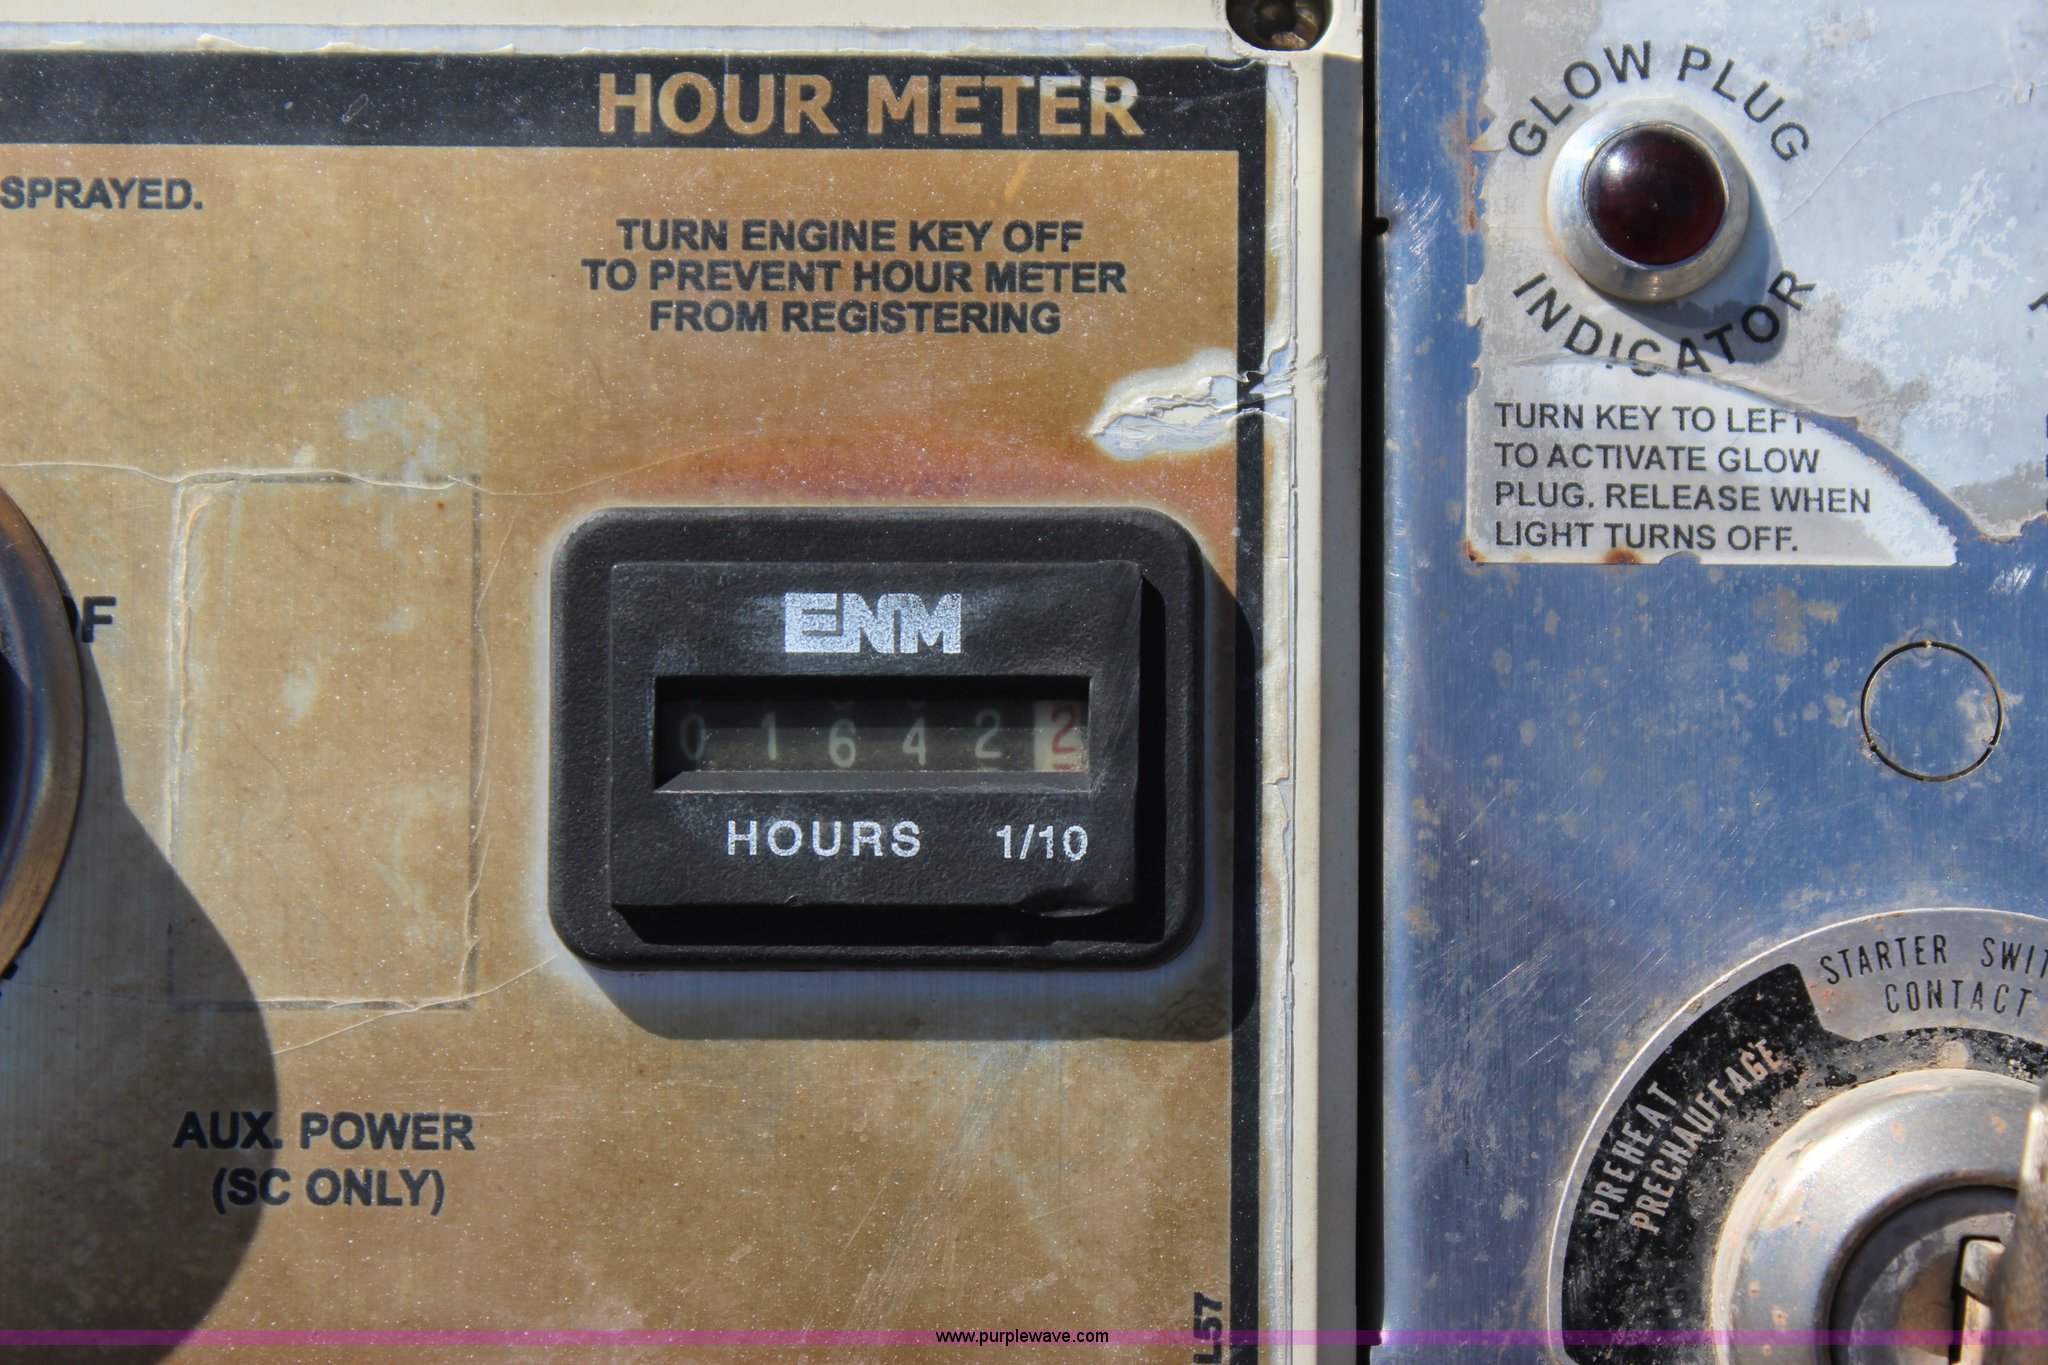 HOUR METER
SPRAYED.
TURN ENGINE KEY OFF
TO PREVENT HOUR METER
FROM REGISTERING
ENM
0 1 6 4 2 2
HOURS 1/10
AUX. POWER
(SC ONLY)
L57
GLOW PLUG
INDICATOR
TURN KEY TO LEFT
TO ACTIVATE GLOW
PLUG. RELEASE WHEN
LIGHT TURNS OFF.
STARTER SWIT
CONTACT
PREHEAT
PRECHAUFFAGE
www.purplewave.com